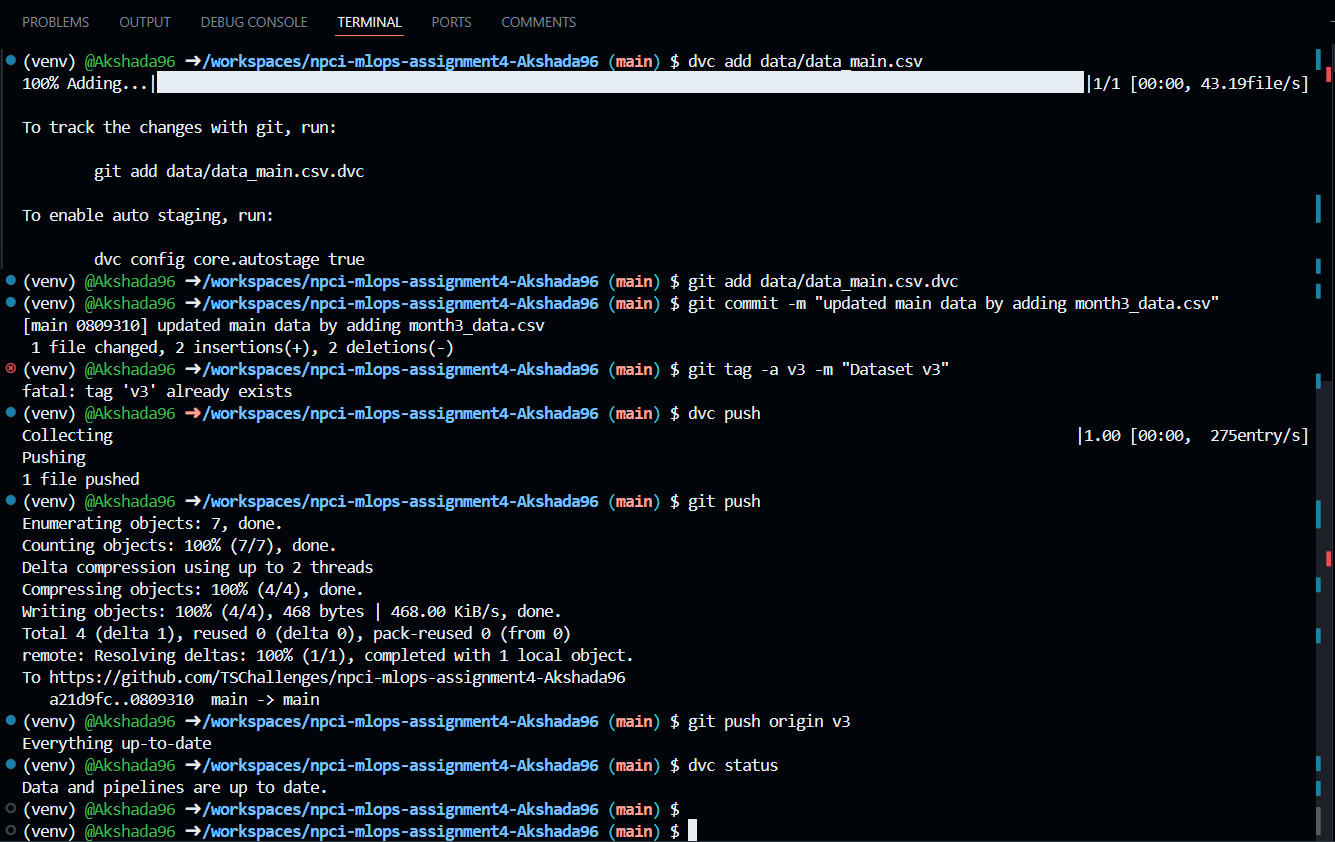 PROBLEMS OUTPUT DEBUG CONSOLE TERMINAL PORTS COMMENTS
(venv) @Akshada96 ➜/workspaces/npci-mlops-assignment4-Akshada96 (main) $ dvc add data/data_main.csv
100% Adding...| |1/1 [00:00, 43.19file/s]
To track the changes with git, run:
git add data/data_main.csv.dvc
To enable auto staging, run:
dvc config core.autostage true
(venv) @Akshada96 ➜/workspaces/npci-mlops-assignment4-Akshada96 (main) $ git add data/data_main.csv.dvc
(venv) @Akshada96 ➜/workspaces/npci-mlops-assignment4-Akshada96 (main) $ git commit -m "updated main data by adding month3_data.csv"
[main 0809310] updated main data by adding month3_data.csv
1 file changed, 2 insertions(+), 2 deletions(-)
(venv) @Akshada96 ➜/workspaces/npci-mlops-assignment4-Akshada96 (main) $ git tag -a v3 -m "Dataset v3"
fatal: tag 'v3' already exists
(venv) @Akshada96 ➜/workspaces/npci-mlops-assignment4-Akshada96 (main) $ dvc push
Collecting |1.00 [00:00, 275entry/s]
Pushing
1 file pushed
(venv) @Akshada96 ➜/workspaces/npci-mlops-assignment4-Akshada96 (main) $ git push
Enumerating objects: 7, done.
Counting objects: 100% (7/7), done.
Delta compression using up to 2 threads
Compressing objects: 100% (4/4), done.
Writing objects: 100% (4/4), 468 bytes | 468.00 KiB/s, done.
Total 4 (delta 1), reused 0 (delta 0), pack-reused 0 (from 0)
remote: Resolving deltas: 100% (1/1), completed with 1 local object.
To https://github.com/TSChallenges/npci-mlops-assignment4-Akshada96
a21d9fc..0809310 main -> main
(venv) @Akshada96 ➜/workspaces/npci-mlops-assignment4-Akshada96 (main) $ git push origin v3
Everything up-to-date
(venv) @Akshada96 ➜/workspaces/npci-mlops-assignment4-Akshada96 (main) $ dvc status
Data and pipelines are up to date.
(venv) @Akshada96 ➜/workspaces/npci-mlops-assignment4-Akshada96 (main) $
(venv) @Akshada96 ➜/workspaces/npci-mlops-assignment4-Akshada96 (main) $